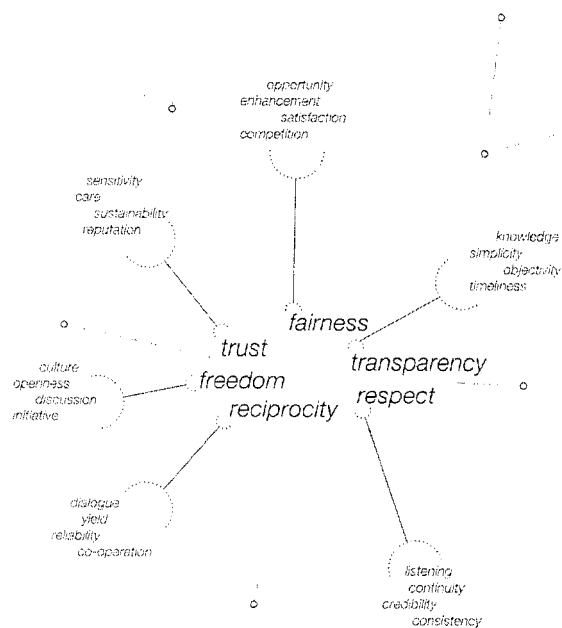 opportunity
enhancement
satisfaction
competition
sensitivity
care
sustainability
reputation
knowledge
simplicity
objectivity
timeliness
fairness
trust
transparency
freedom
respect
reciprocity
culture
openness
discussion
initiative
dialogue
yield
reliability
co-operation
listening
continuity
credibility
consistency